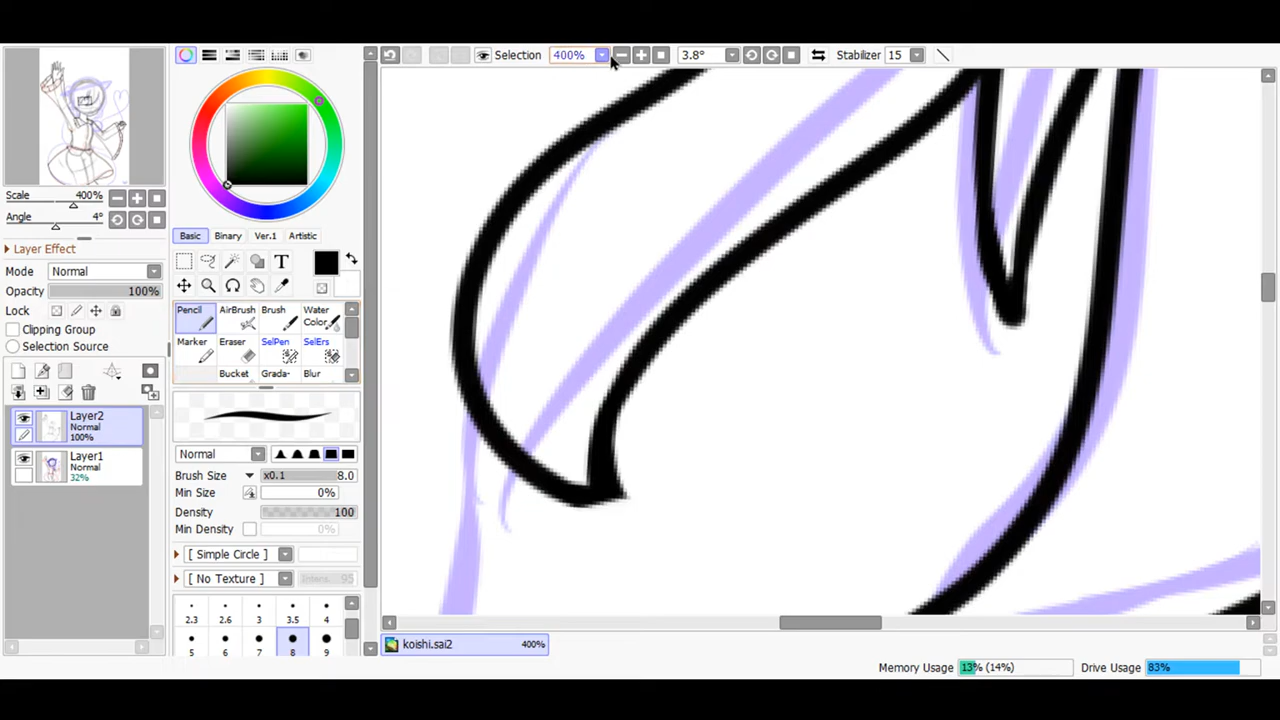 Selection 400% 3.8° Stabilizer 15
Scale 400%
Angle 4°
Layer Effect
Mode Normal
Opacity 100%
Lock
Clipping Group
Selection Source
Layer2
Normal
100%
Layer1
Normal
32%
Basic Binary Ver.1 Artistic
T
Pencil AirBrush Brush Water Color
Marker Eraser SelPen SelErs
Bucket Grada- Blur
Normal
Brush Size x0.1 8.0
Min Size 0%
Density 100
Min Density 0%
[ Simple Circle ]
[ No Texture ] Intens. 95
2.3 2.6 3 3.5 4
5 6 7 8 9
koishi.sai2 400%
Memory Usage 13% (14%) Drive Usage 83%